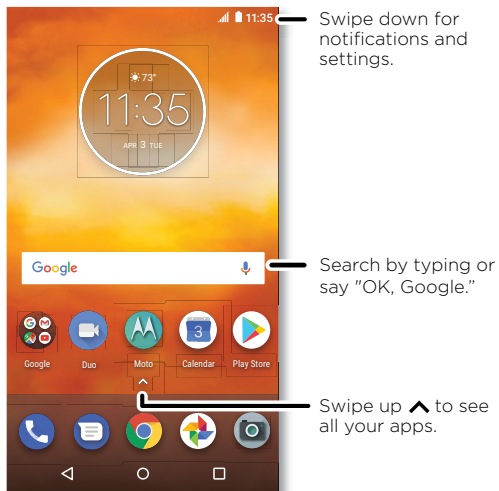 11:35
Swipe down for
notifications and
settings.
73°
11:35
APR 3 TUE
Google
Search by typing or
say "OK, Google.”
3
Google Duo Moto Calendar Play Store
Swipe up to see
all your apps.